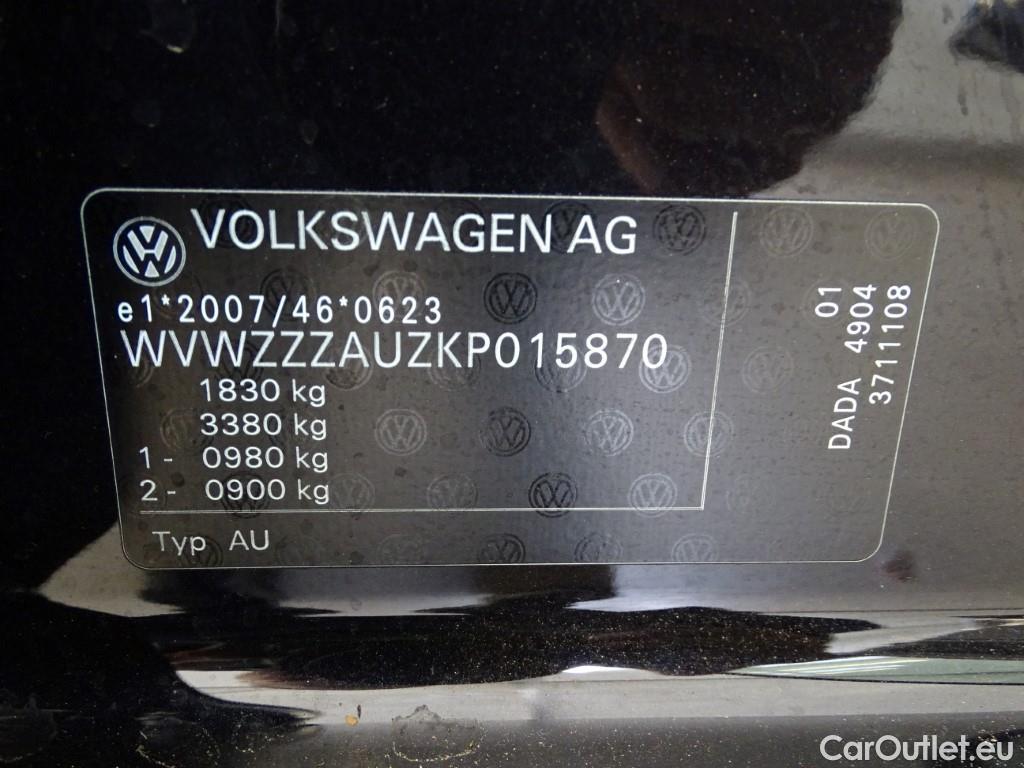 VOLKSWAGEN AG
e1*2007/46*0623
WVWZZZAUZKP015870
1830 kg
3380 kg
1- 0980 kg
2- 0900 kg
Typ AU
01
DADA 4904
3711108
CarOutlet.eu